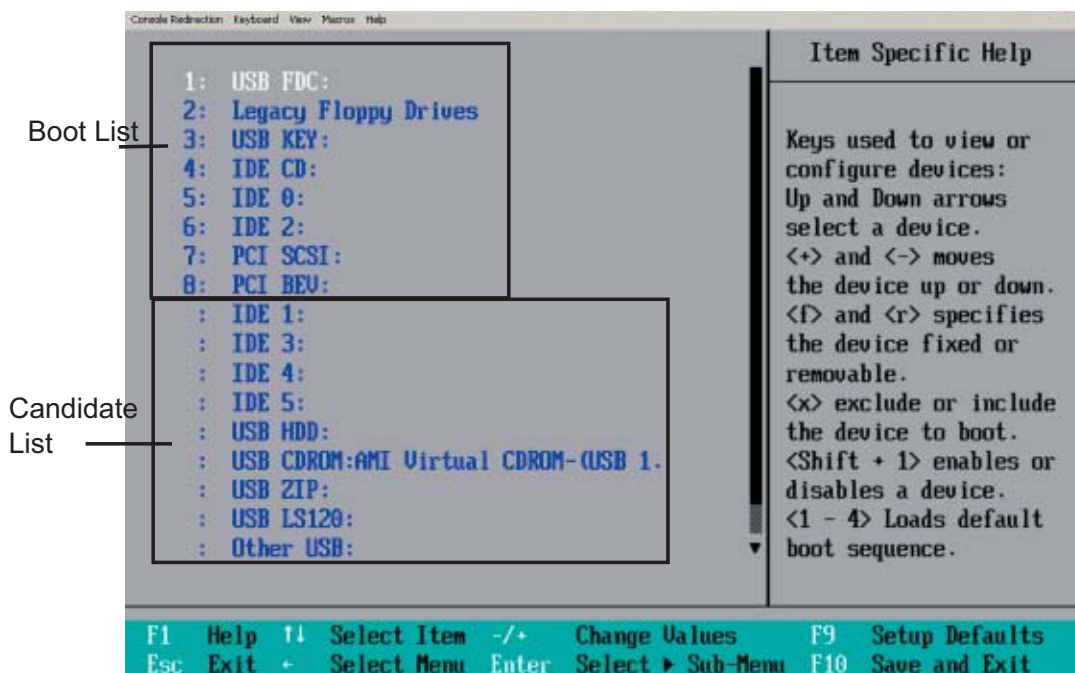 Console Redirection Keyboard View Macros Help
Boot List
1: USB FDC:
2: Legacy Floppy Drives
3: USB KEY:
4: IDE CD:
5: IDE 0:
6: IDE 2:
7: PCI SCSI:
8: PCI BEV:
Candidate
List
: IDE 1:
: IDE 3:
: IDE 4:
: IDE 5:
: USB HDD:
: USB CDROM:AMI Virtual CDROM-(USB 1.
: USB ZIP:
: USB LS120:
: Other USB:
Item Specific Help
Keys used to view or
configure devices:
Up and Down arrows
select a device.
<+> and <-> moves
the device up or down.
<f> and <r> specifies
the device fixed or
removable.
<x> exclude or include
the device to boot.
<Shift + 1> enables or
disables a device.
<1 - 4> Loads default
boot sequence.
F1 Help ↑↓ Select Item -/+ Change Values F9 Setup Defaults
Esc Exit ← Select Menu Enter Select ▶ Sub-Menu F10 Save and Exit